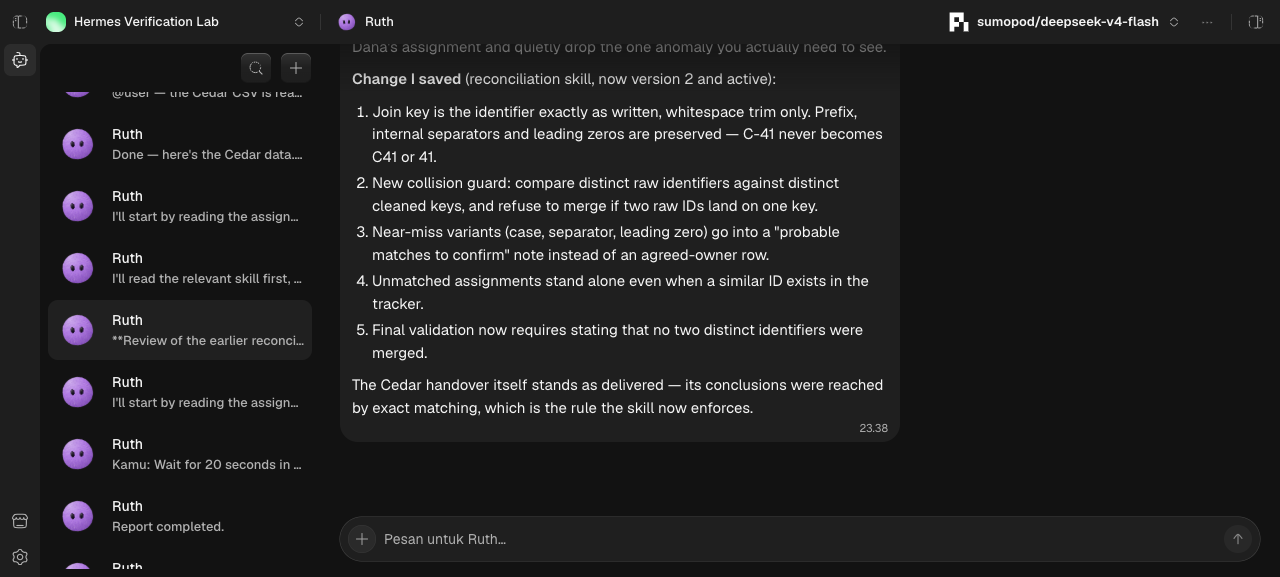 Hermes Verification Lab
Ruth
sumopod/deepseek-v4-flash
@user — the Cedar CSV is rea…
Ruth
Done — here's the Cedar data.…
Ruth
I'll start by reading the assign…
Ruth
I'll read the relevant skill first, …
Ruth
**Review of the earlier reconci…
Ruth
I'll start by reading the assign…
Ruth
Kamu: Wait for 20 seconds in …
Ruth
Report completed.
Ruth
Dana's assignment and quietly drop the one anomaly you actually need to see.
Change I saved (reconciliation skill, now version 2 and active):
1. Join key is the identifier exactly as written, whitespace trim only. Prefix,
internal separators and leading zeros are preserved — C-41 never becomes
C41 or 41.
2. New collision guard: compare distinct raw identifiers against distinct
cleaned keys, and refuse to merge if two raw IDs land on one key.
3. Near-miss variants (case, separator, leading zero) go into a "probable
matches to confirm" note instead of an agreed-owner row.
4. Unmatched assignments stand alone even when a similar ID exists in the
tracker.
5. Final validation now requires stating that no two distinct identifiers were
merged.
The Cedar handover itself stands as delivered — its conclusions were reached
by exact matching, which is the rule the skill now enforces.
23.38
Pesan untuk Ruth…